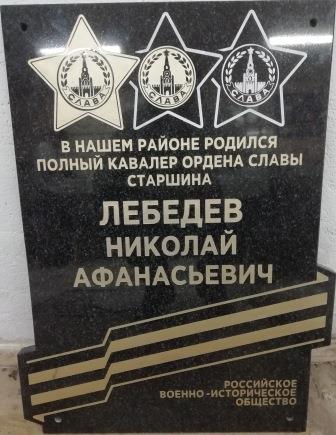 СЛАВА СЛАВА СЛАВА
В НАШЕМ РАЙОНЕ РОДИЛСЯ
ПОЛНЫЙ КАВАЛЕР ОРДЕНА СЛАВЫ
СТАРШИНА
ЛЕБЕДЕВ
НИКОЛАЙ
АФАНАСЬЕВИЧ
РОССИЙСКОЕ
ВОЕННО-ИСТОРИЧЕСКОЕ
ОБЩЕСТВО